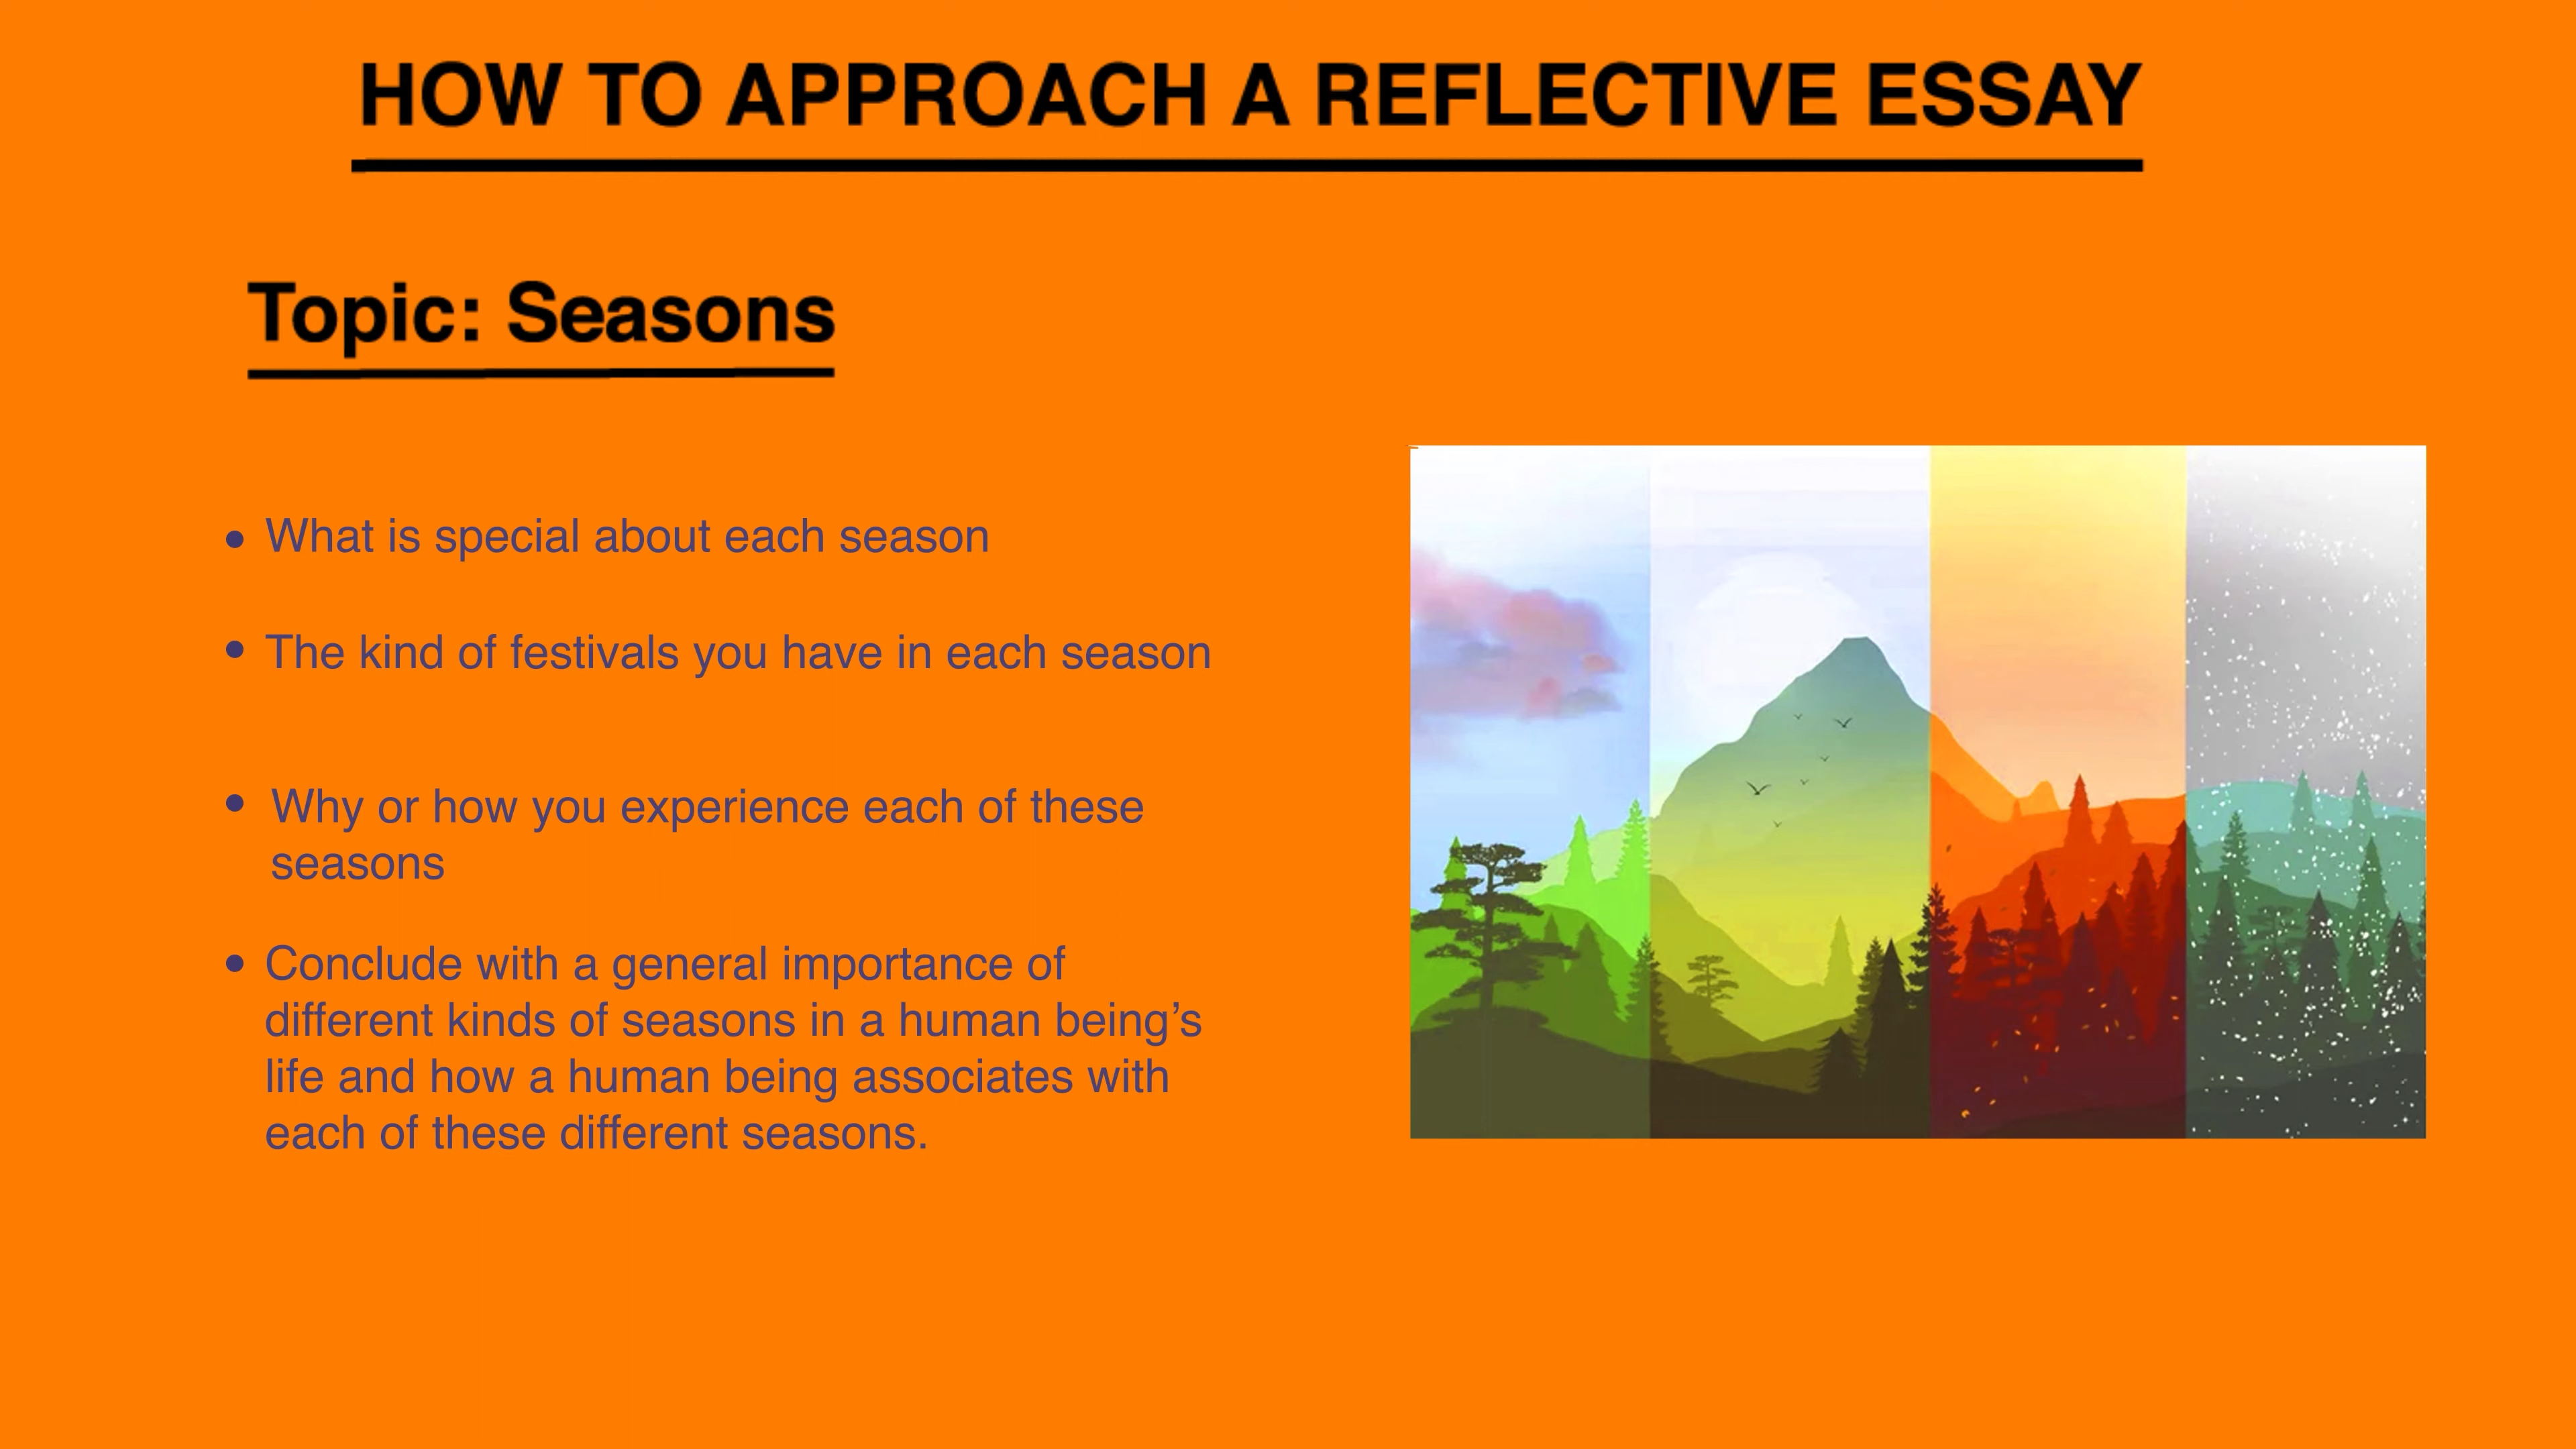 HOW TO APPROACH A REFLECTIVE ESSAY
Topic: Seasons
• What is special about each season
• The kind of festivals you have in each season
• Why or how you experience each of these
seasons
• Conclude with a general importance of
different kinds of seasons in a human being’s
life and how a human being associates with
each of these different seasons.